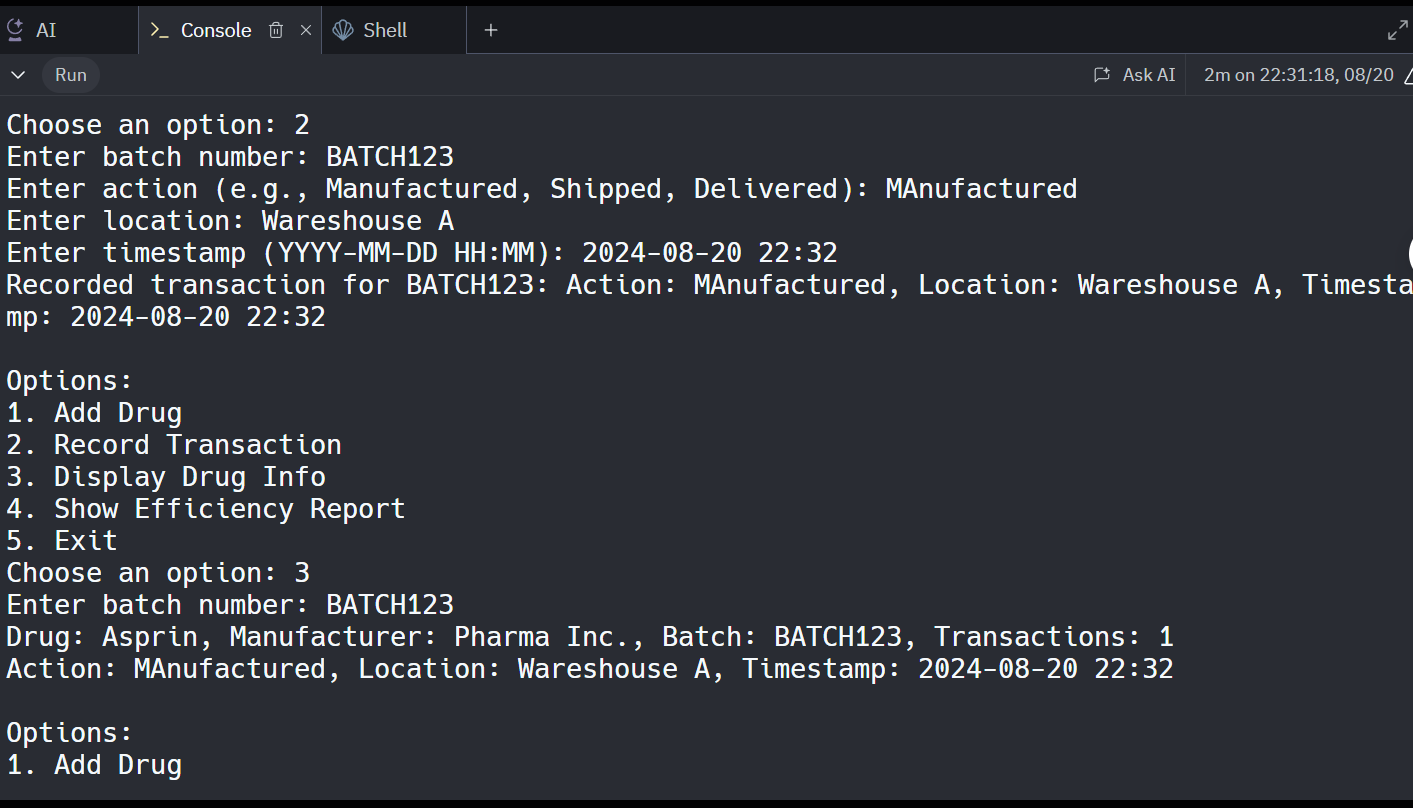 AI
Console
Shell
Run
Ask AI
2m on 22:31:18, 08/20
Choose an option: 2
Enter batch number: BATCH123
Enter action (e.g., Manufactured, Shipped, Delivered): MAnufactured
Enter location: Wareshouse A
Enter timestamp (YYYY-MM-DD HH:MM): 2024-08-20 22:32
Recorded transaction for BATCH123: Action: MAnufactured, Location: Wareshouse A, Timesta
mp: 2024-08-20 22:32
Options:
1. Add Drug
2. Record Transaction
3. Display Drug Info
4. Show Efficiency Report
5. Exit
Choose an option: 3
Enter batch number: BATCH123
Drug: Asprin, Manufacturer: Pharma Inc., Batch: BATCH123, Transactions: 1
Action: MAnufactured, Location: Wareshouse A, Timestamp: 2024-08-20 22:32
Options:
1. Add Drug